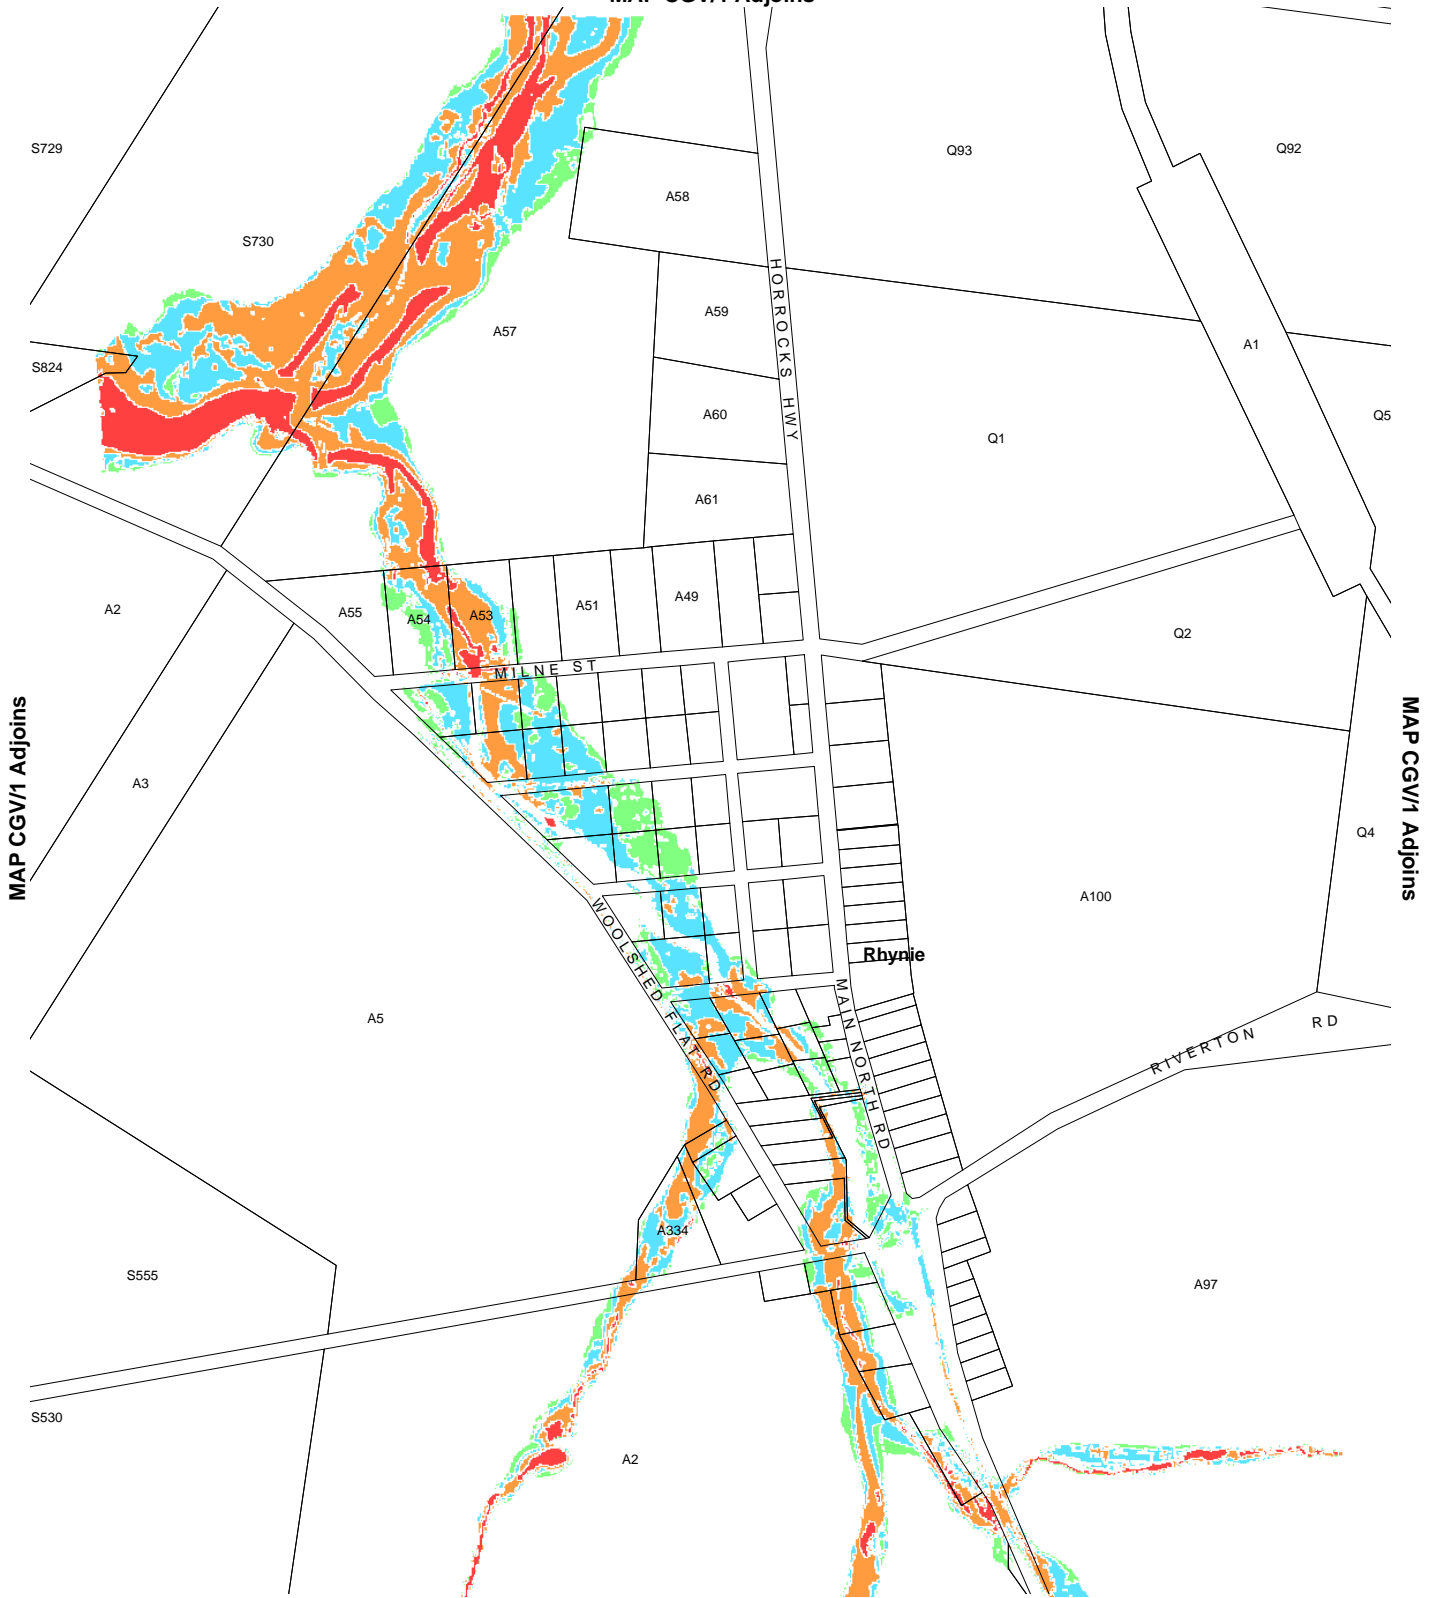 MAP CGV/1 Adjoins
S729
Q93
Q92
A58
S730
HORROCKS HWY
A59
A57
A1
S824
A60
Q5
Q1
A61
A55
A54
A53
A51
A49
A2
Q2
MILNE ST
MAP CGV/1 Adjoins
MAP CGV/1 Adjoins
A3
Q4
A100
WOOLSHED FLAT RD
Rhynie
MAIN NORTH RD
A5
RIVERTON RD
A334
S555
A97
S530
A2